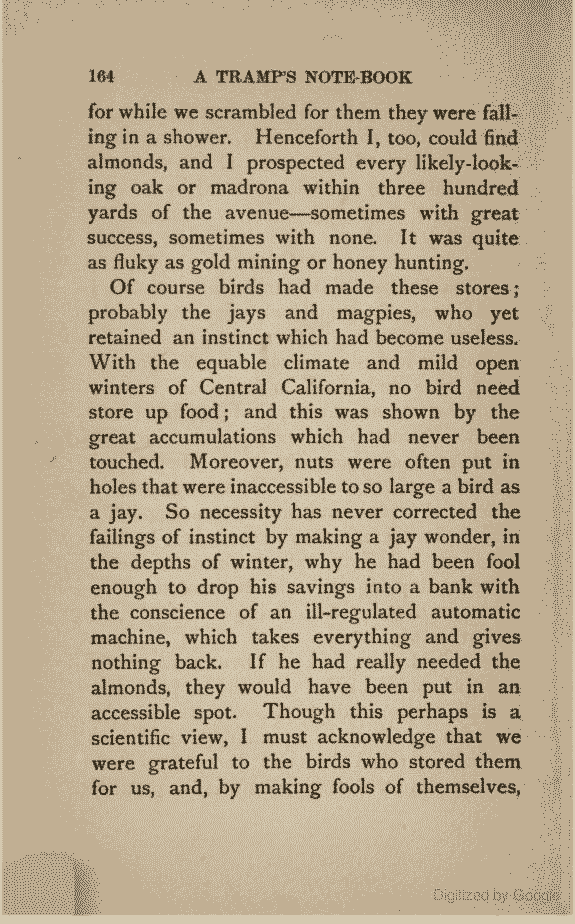 164 A TRAMP'S NOTE-BOOK
for while we scrambled for them they were fall-
ing in a shower. Henceforth I, too, could find
almonds, and I prospected every likely-look-
ing oak or madrona within three hundred
yards of the avenue—sometimes with great
success, sometimes with none. It was quite
as fluky as gold mining or honey hunting.
Of course birds had made these stores;
probably the jays and magpies, who yet
retained an instinct which had become useless.
With the equable climate and mild open
winters of Central California, no bird need
store up food; and this was shown by the
great accumulations which had never been
touched. Moreover, nuts were often put in
holes that were inaccessible to so large a bird as
a jay. So necessity has never corrected the
failings of instinct by making a jay wonder, in
the depths of winter, why he had been fool
enough to drop his savings into a bank with
the conscience of an ill-regulated automatic
machine, which takes everything and gives
nothing back. If he had really needed the
almonds, they would have been put in an
accessible spot. Though this perhaps is a
scientific view, I must acknowledge that we
were grateful to the birds who stored them
for us, and, by making fools of themselves,
Digitized by Google